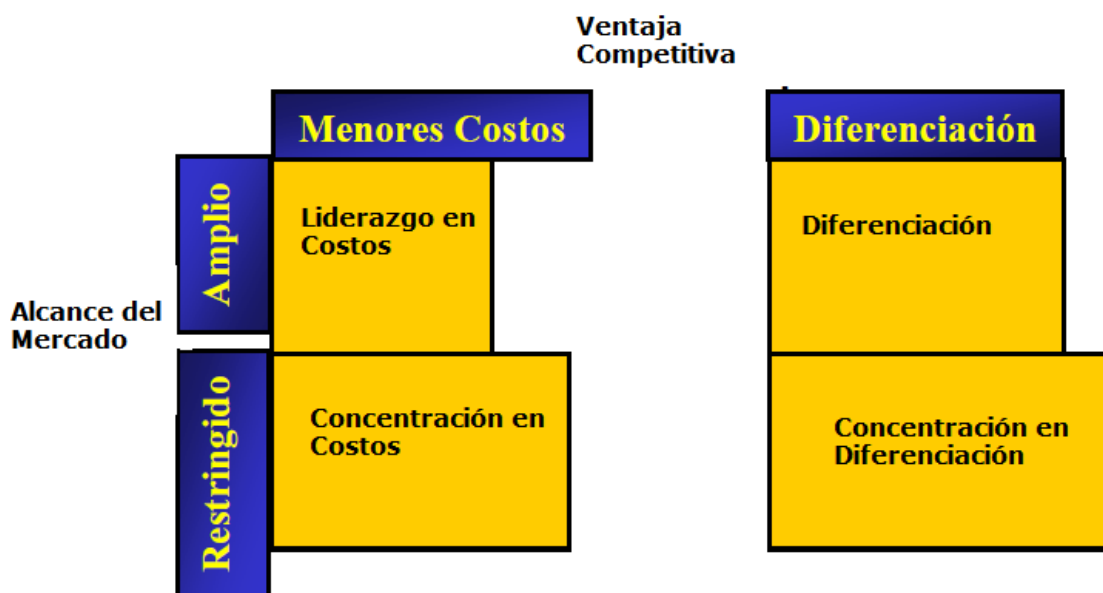 Ventaja
Competitiva
Menores Costos
Diferenciación
Amplio
Liderazgo en
Costos
Diferenciación
Alcance del
Mercado
Restringido
Concentración en
Costos
Concentración en
Diferenciación